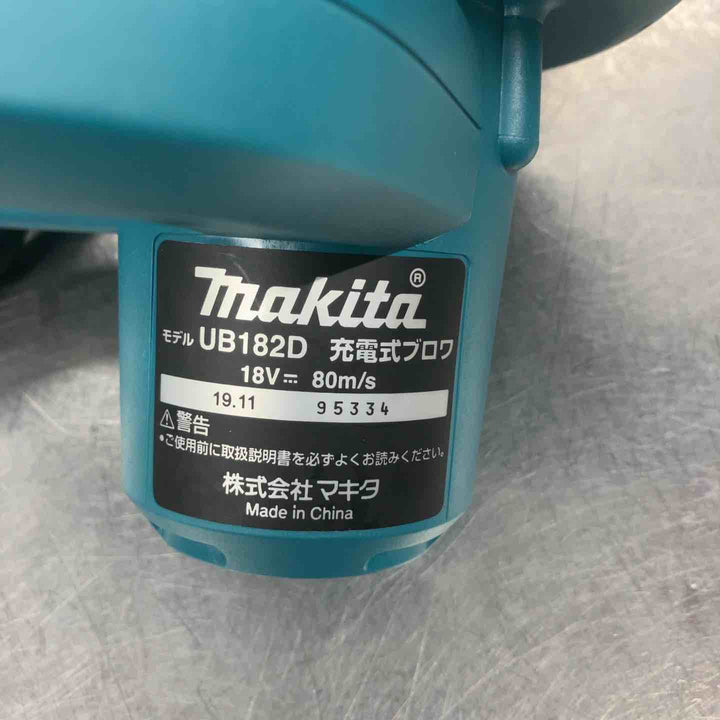 makita®
モデル UB182D 充電式ブロワ
18V⎓ 80m/s
19.11 95334
⚠警告
•ご使用前に取扱説明書を必ずよくお読みください。
株式会社マキタ
Made in China